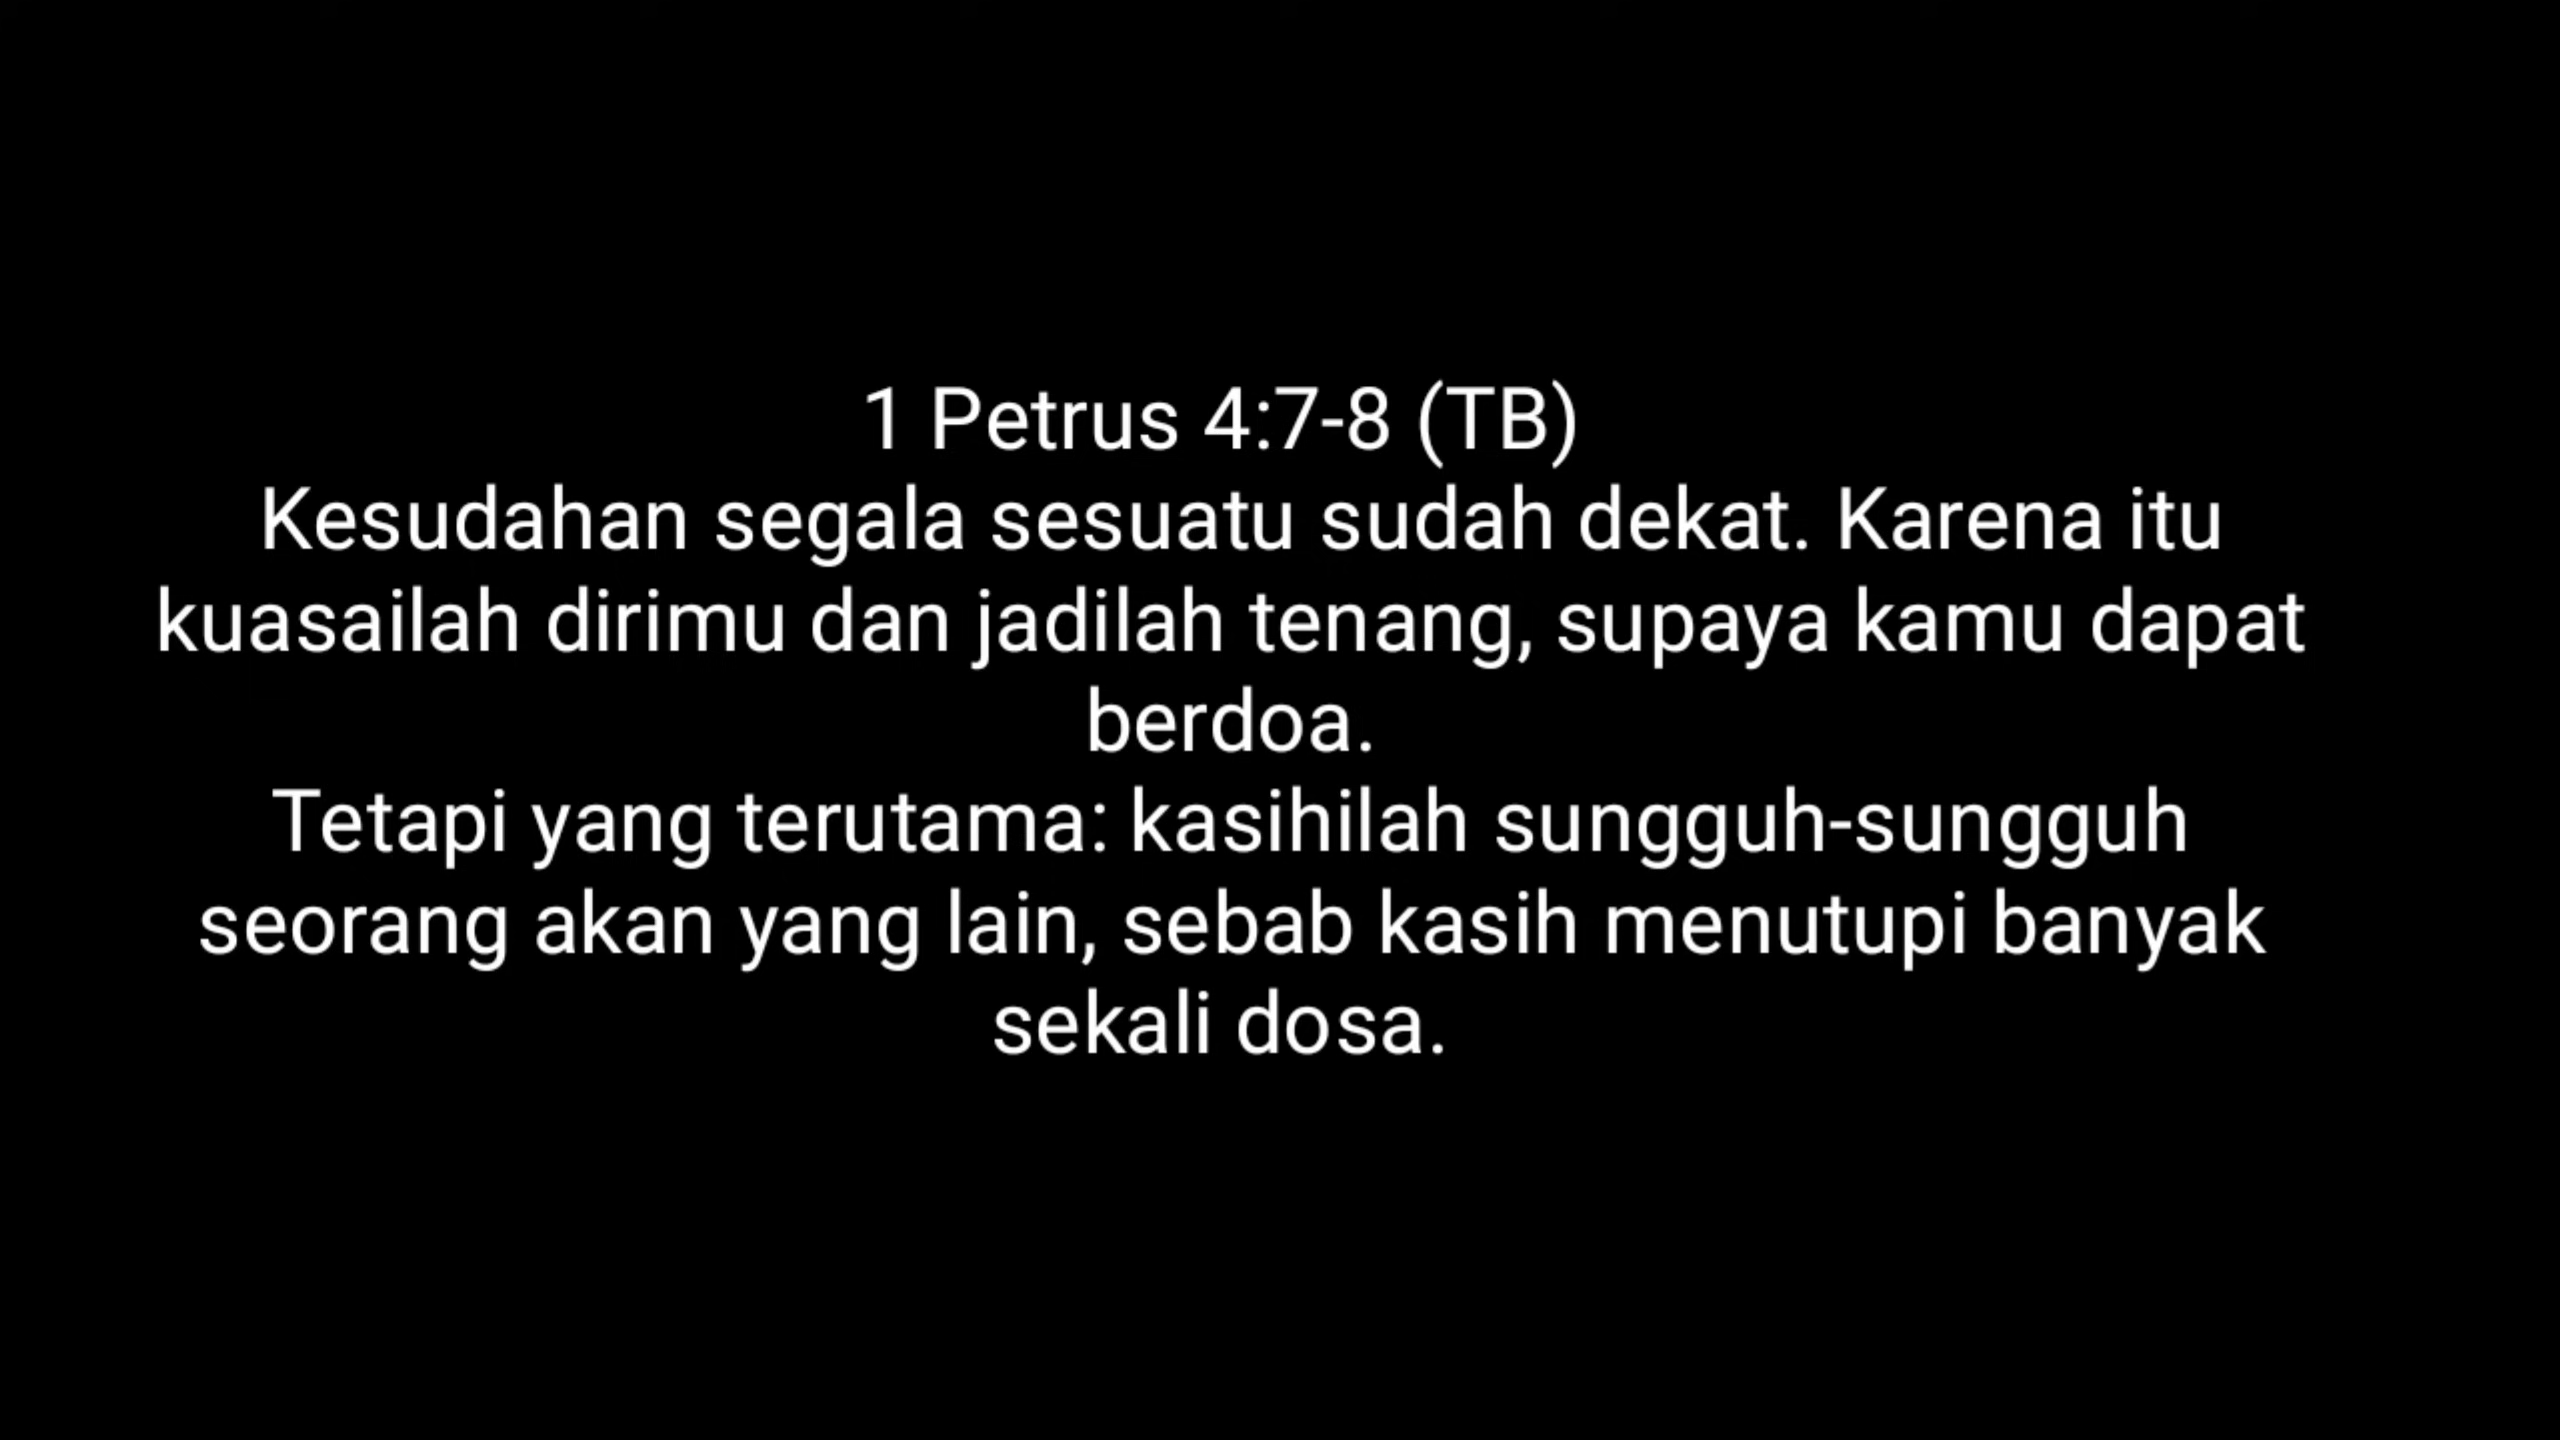 1 Petrus 4:7-8 (TB)
Kesudahan segala sesuatu sudah dekat. Karena itu
kuasailah dirimu dan jadilah tenang, supaya kamu dapat
berdoa.
Tetapi yang terutama: kasihilah sungguh-sungguh
seorang akan yang lain, sebab kasih menutupi banyak
sekali dosa.